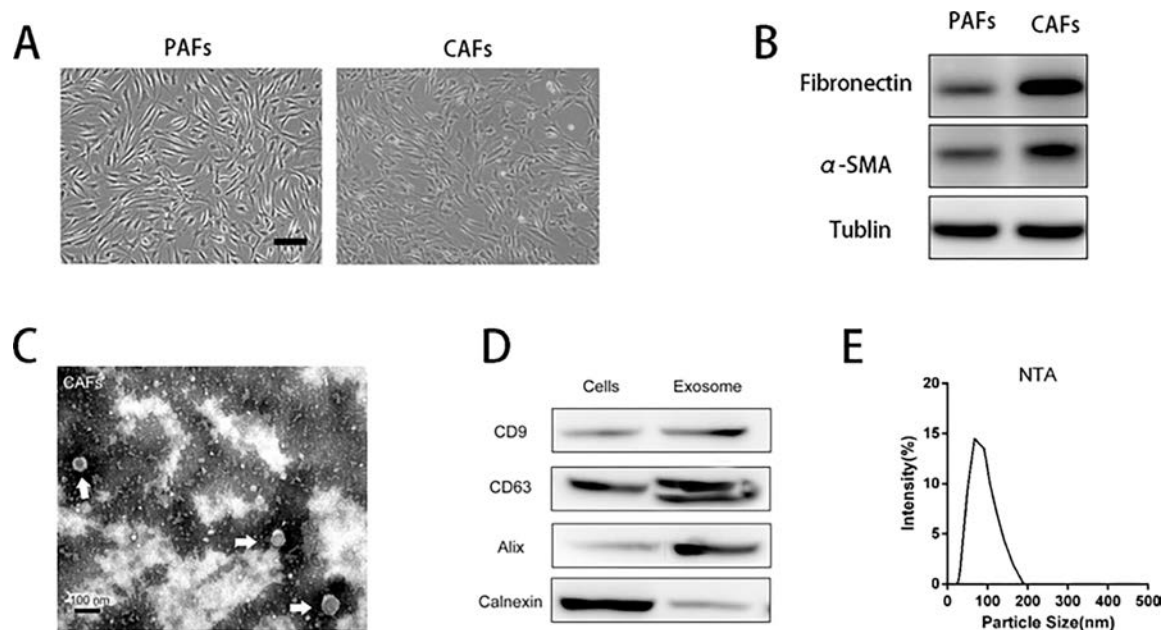 A
PAFs
CAFs
B
PAFs
CAFs
Fibronectin
α-SMA
Tublin
C
CAFs
100 nm
D
Cells
Exosome
CD9
CD63
Alix
Calnexin
E
NTA
Intensity(%)
20
15
10
5
0
0 100 200 300 400 500
Particle Size(nm)